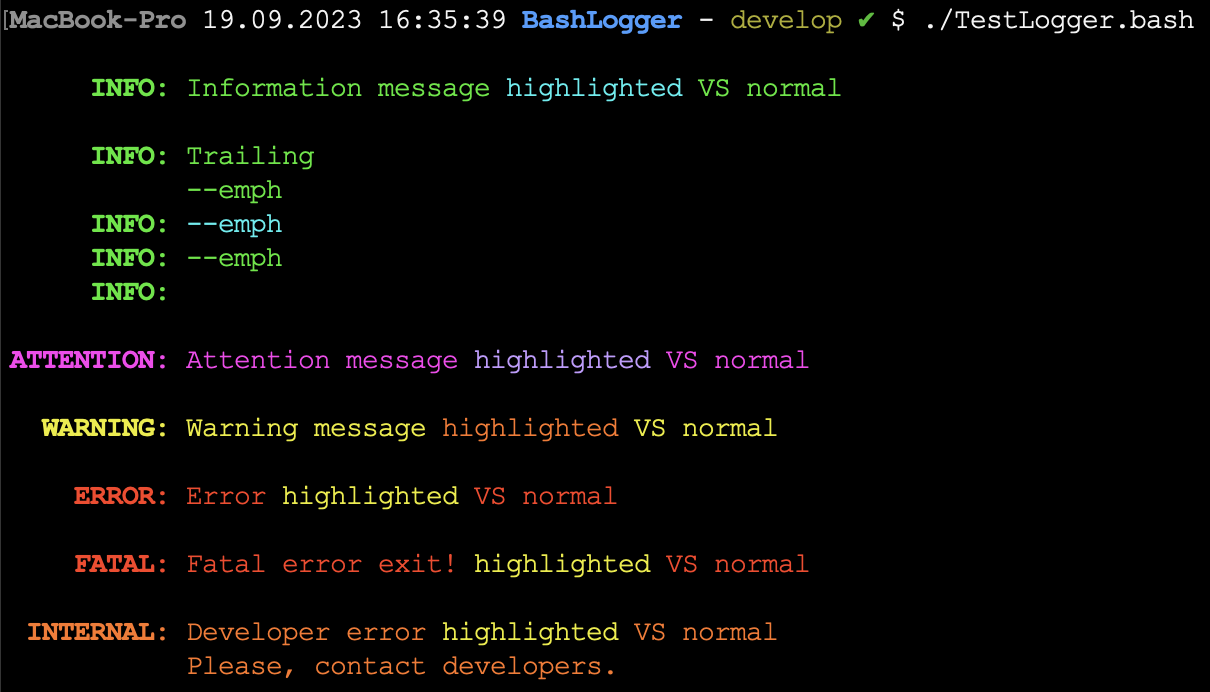 [MacBook-Pro 19.09.2023 16:35:39 BashLogger - develop ✔ $ ./TestLogger.bash
INFO: Information message highlighted VS normal
INFO: Trailing
--emph
INFO: --emph
INFO: --emph
INFO:
ATTENTION: Attention message highlighted VS normal
WARNING: Warning message highlighted VS normal
ERROR: Error highlighted VS normal
FATAL: Fatal error exit! highlighted VS normal
INTERNAL: Developer error highlighted VS normal
Please, contact developers.